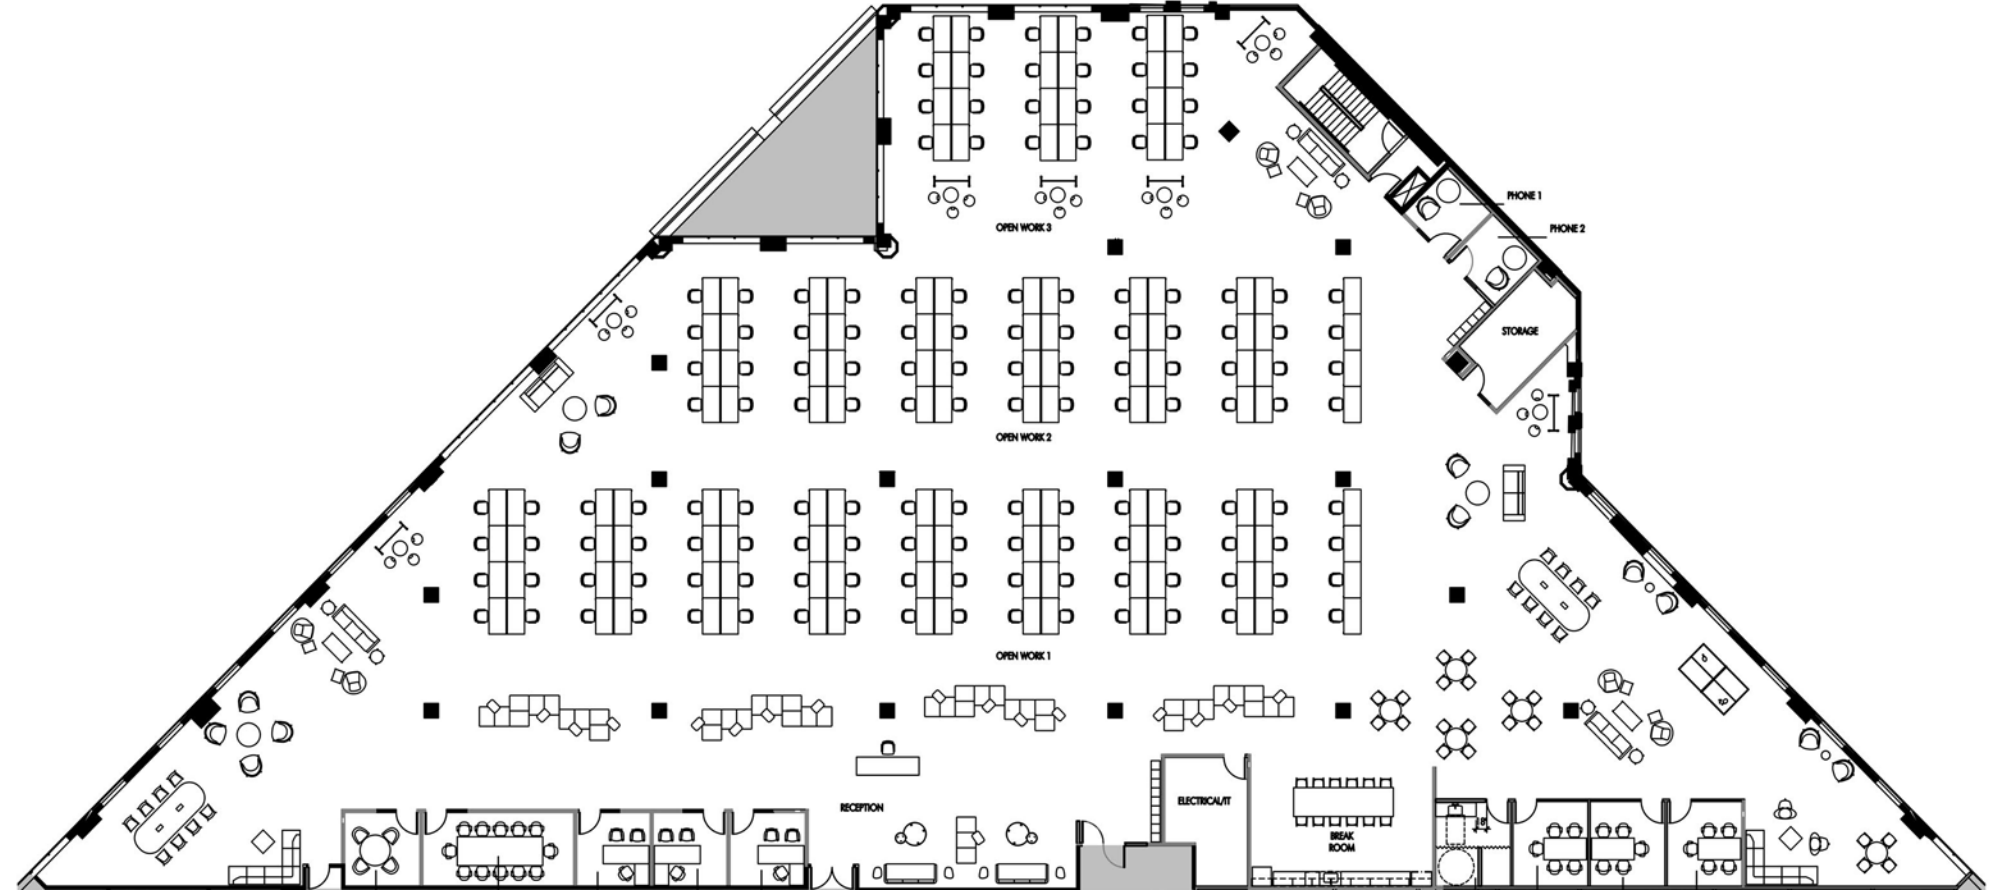 PHONE 1
PHONE 2
OPEN WORK 3
STORAGE
OPEN WORK 2
OPEN WORK 1
RECEPTION
ELECTRICAL/IT
BREAK
ROOM